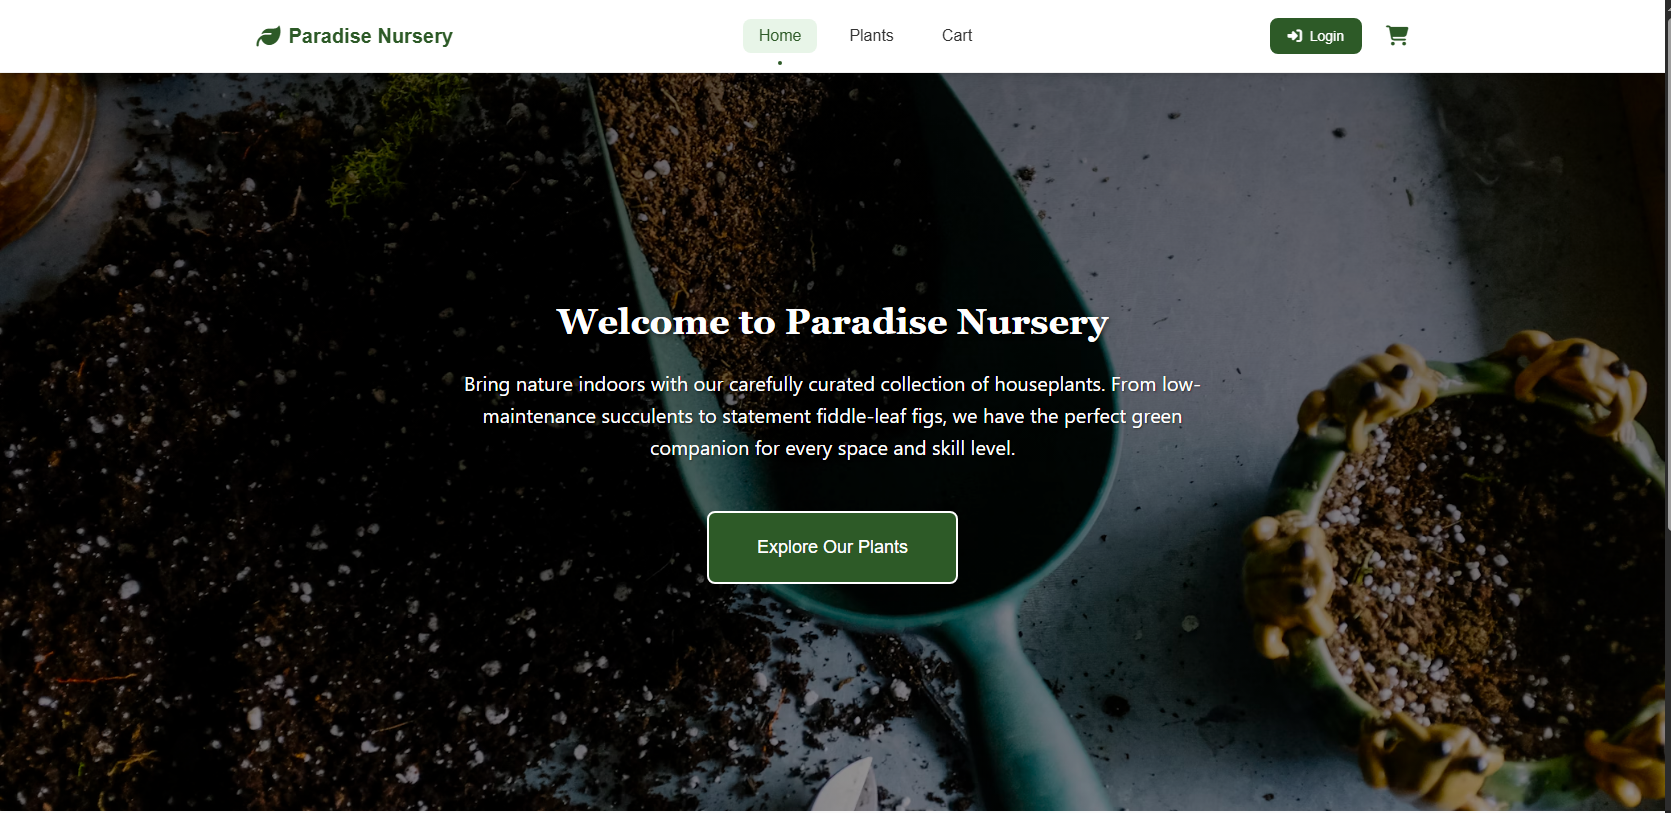 Paradise Nursery
Home
Plants
Cart
Login
Welcome to Paradise Nursery
Bring nature indoors with our carefully curated collection of houseplants. From low-
maintenance succulents to statement fiddle-leaf figs, we have the perfect green
companion for every space and skill level.
Explore Our Plants